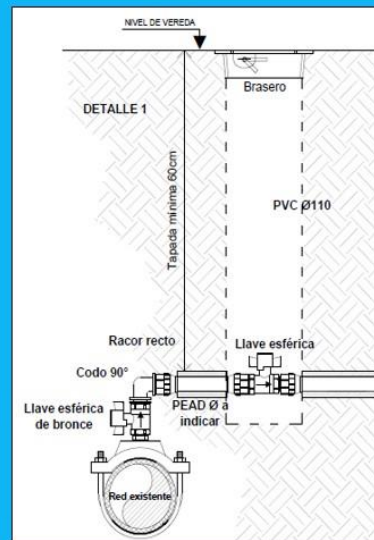 NIVEL DE VEREDA
Brasero
DETALLE 1
Tapada minima 60cm
PVC Ø110
Racor recto
Llave esférica
Codo 90°
PEAD Ø a
indicar
Llave esférica
de bronce
Red existente